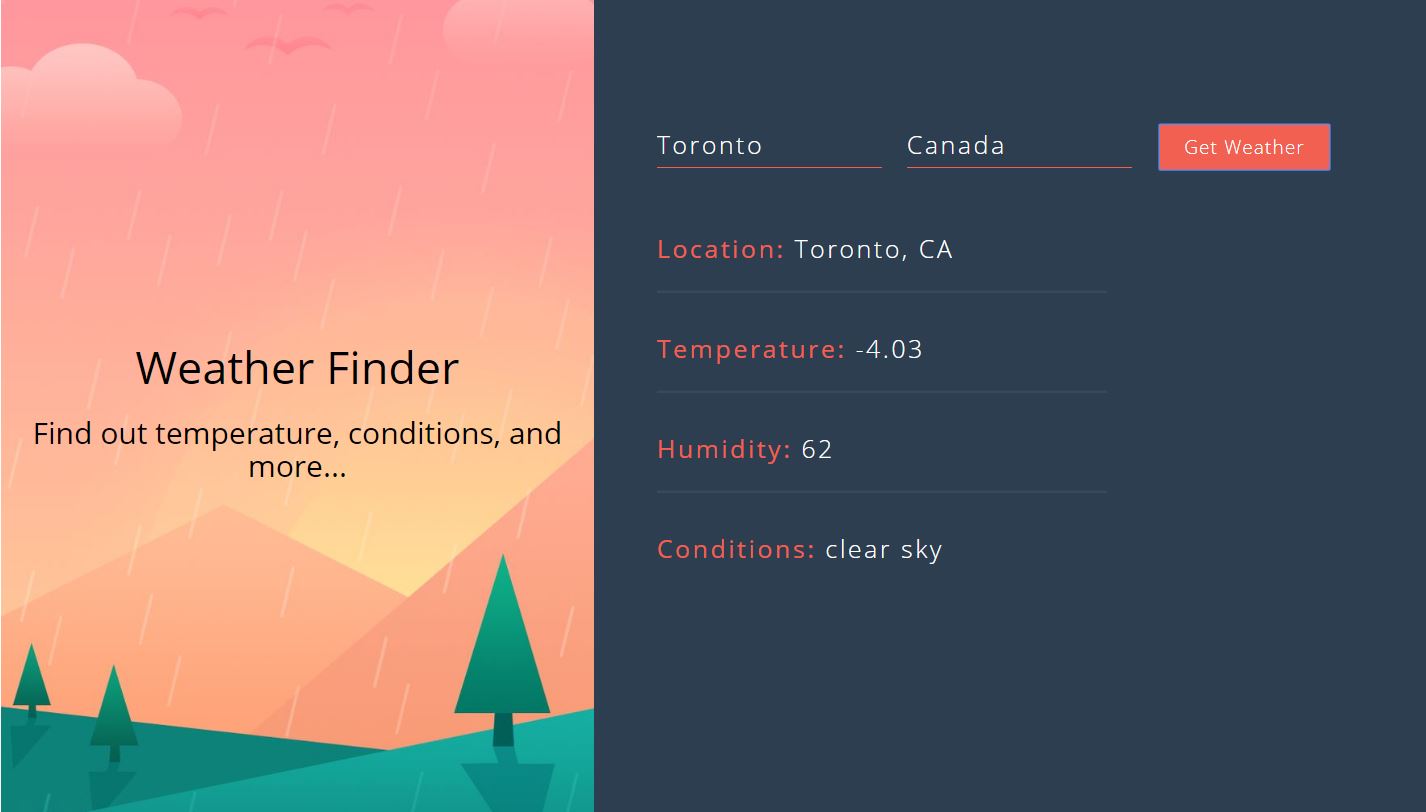 Weather Finder
Find out temperature, conditions, and
more...
Toronto
Canada
Get Weather
Location: Toronto, CA
Temperature: -4.03
Humidity: 62
Conditions: clear sky